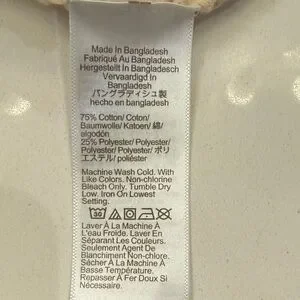 Made In Bangladesh
Fabriqué Au Bangladesh
Hergestellt In Bangladesch
Vervaardigd In
Bangladesh
バングラディシュ製
hecho en bangladesh
75% Cotton/ Coton/
Baumwolle/ Katoen/ 綿/
algodón
25% Polyester/ Polyester/
Polyester/ Polyester/ ポリ
エステル/ poliéster
Machine Wash Cold. With
Like Colors. Non-chlorine
Bleach Only. Tumble Dry
Low. Iron On Lowest
Setting.
30
Laver À La Machine À
L'eau Froide. Laver En
Séparant Les Couleurs.
Seulement Agent De
Blanchiment Non-chlor.
Sécher À La Machine À
Basse Température.
Repasser À Fer Doux Si
Nécessaire.